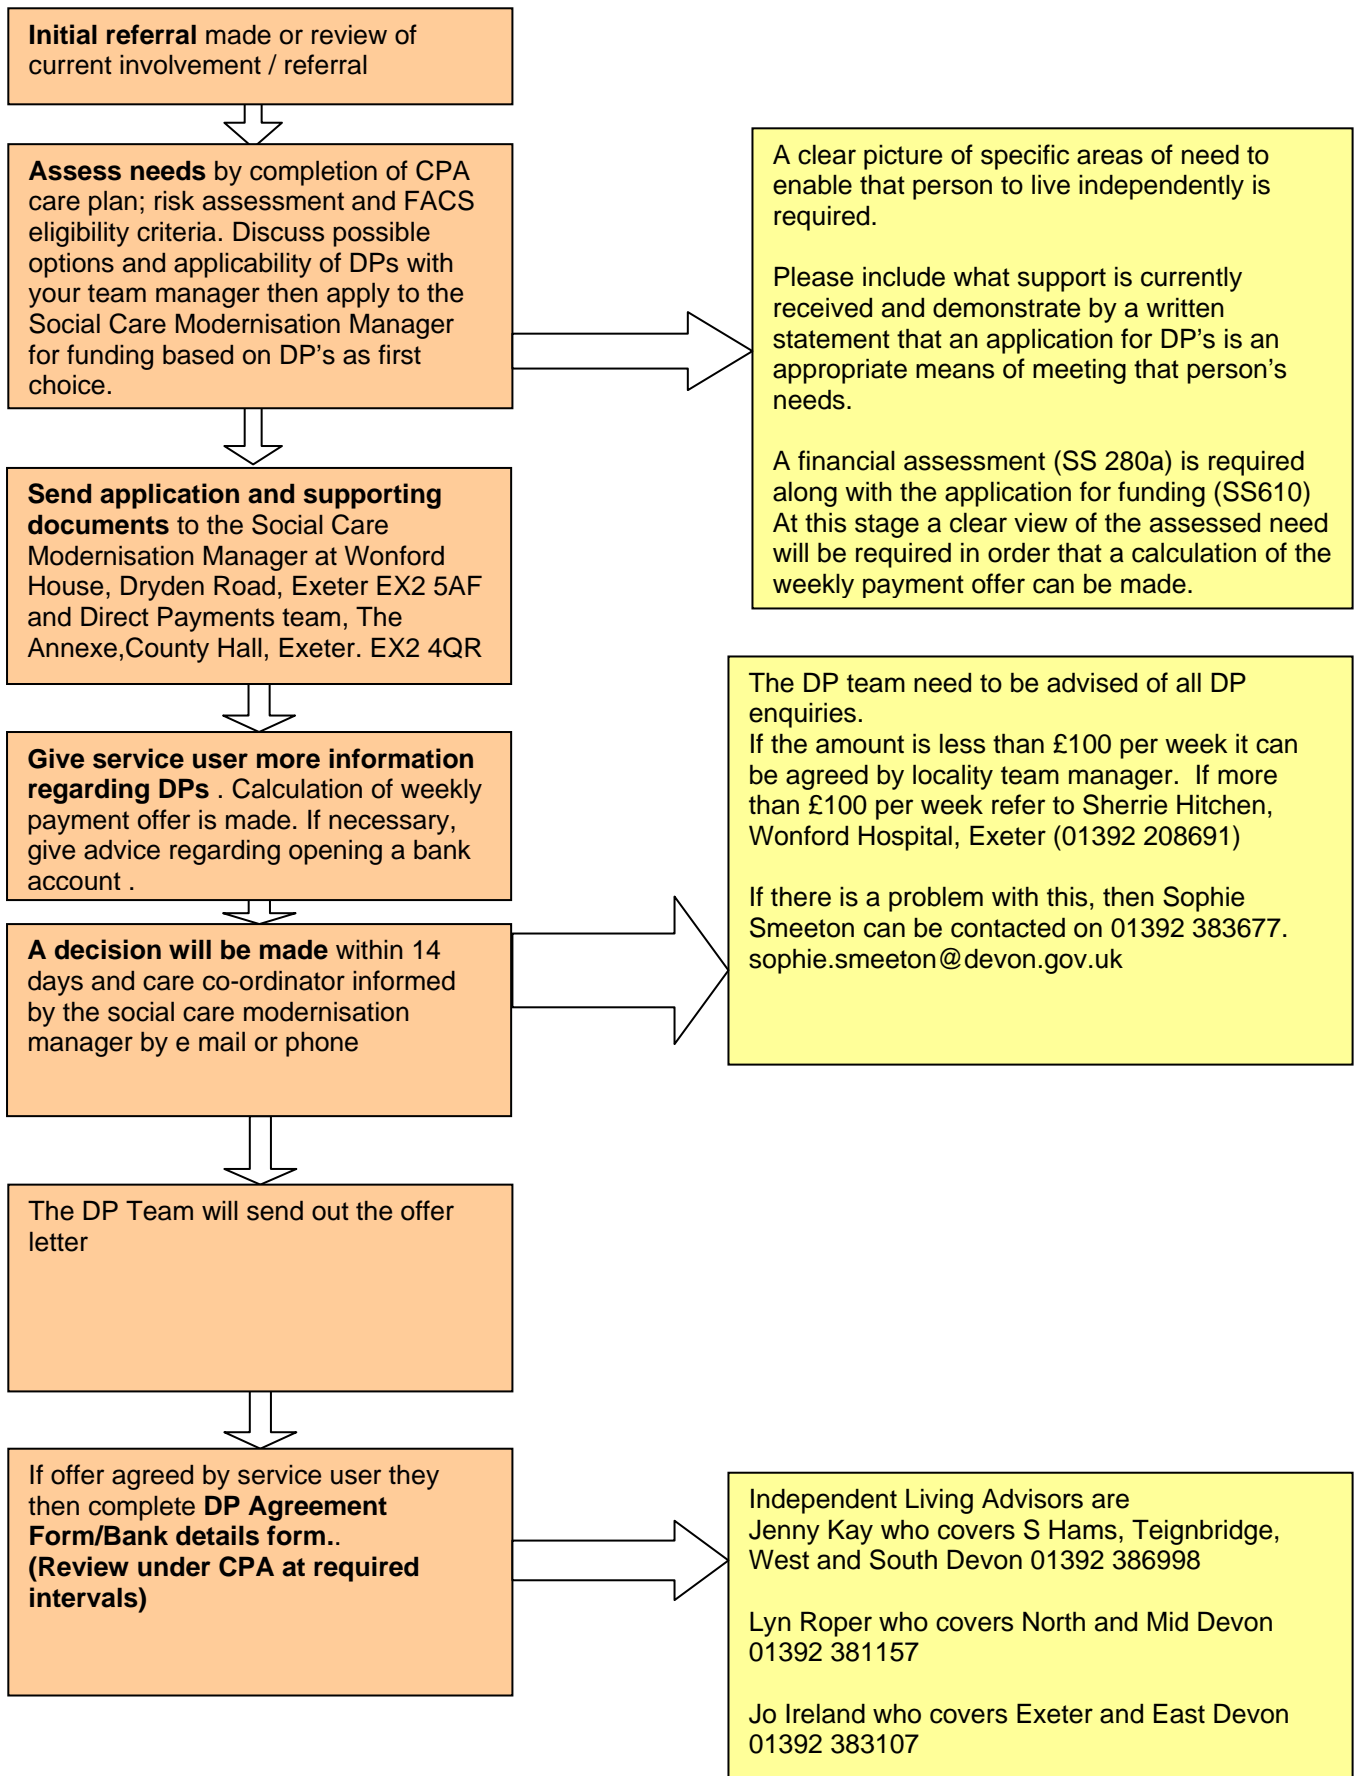 Initial referral made or review of
current involvement / referral
Assess needs by completion of CPA
care plan; risk assessment and FACS
eligibility criteria. Discuss possible
options and applicability of DPs with
your team manager then apply to the
Social Care Modernisation Manager
for funding based on DP's as first
choice.
A clear picture of specific areas of need to
enable that person to live independently is
required.
Please include what support is currently
received and demonstrate by a written
statement that an application for DP's is an
appropriate means of meeting that person's
needs.
A financial assessment (SS 280a) is required
along with the application for funding (SS610)
At this stage a clear view of the assessed need
will be required in order that a calculation of the
weekly payment offer can be made.
Send application and supporting
documents to the Social Care
Modernisation Manager at Wonford
House, Dryden Road, Exeter EX2 5AF
and Direct Payments team, The
Annexe,County Hall, Exeter. EX2 4QR
Give service user more information
regarding DPs . Calculation of weekly
payment offer is made. If necessary,
give advice regarding opening a bank
account .
The DP team need to be advised of all DP
enquiries.
If the amount is less than £100 per week it can
be agreed by locality team manager.  If more
than £100 per week refer to Sherrie Hitchen,
Wonford Hospital, Exeter (01392 208691)
If there is a problem with this, then Sophie
Smeeton can be contacted on 01392 383677.
sophie.smeeton@devon.gov.uk
A decision will be made within 14
days and care co-ordinator informed
by the social care modernisation
manager by e mail or phone
The DP Team will send out the offer
letter
If offer agreed by service user they
then complete DP Agreement
Form/Bank details form..
(Review under CPA at required
intervals)
Independent Living Advisors are
Jenny Kay who covers S Hams, Teignbridge,
West and South Devon 01392 386998
Lyn Roper who covers North and Mid Devon
01392 381157
Jo Ireland who covers Exeter and East Devon
01392 383107